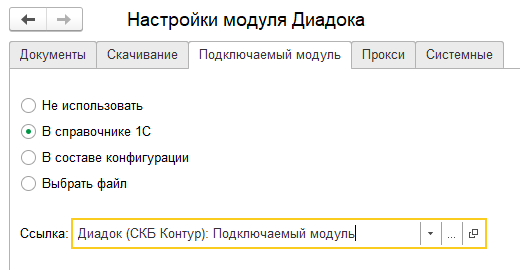 Настройки модуля Диадока
Документы Скачивание Подключаемый модуль Прокси Системные
Не использовать
В справочнике 1С
В составе конфигурации
Выбрать файл
Ссылка: Диадок (СКБ Контур): Подключаемый модуль ...